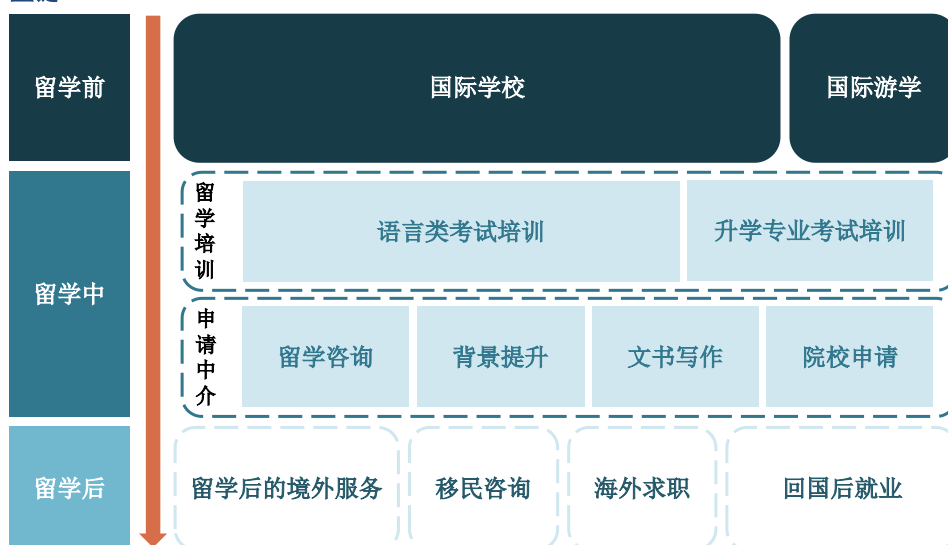 留学前
国际学校
国际游学
留学中
留学培训
语言类考试培训
升学专业考试培训
申请中介
留学咨询
背景提升
文书写作
院校申请
留学后
留学后的境外服务
移民咨询
海外求职
回国后就业